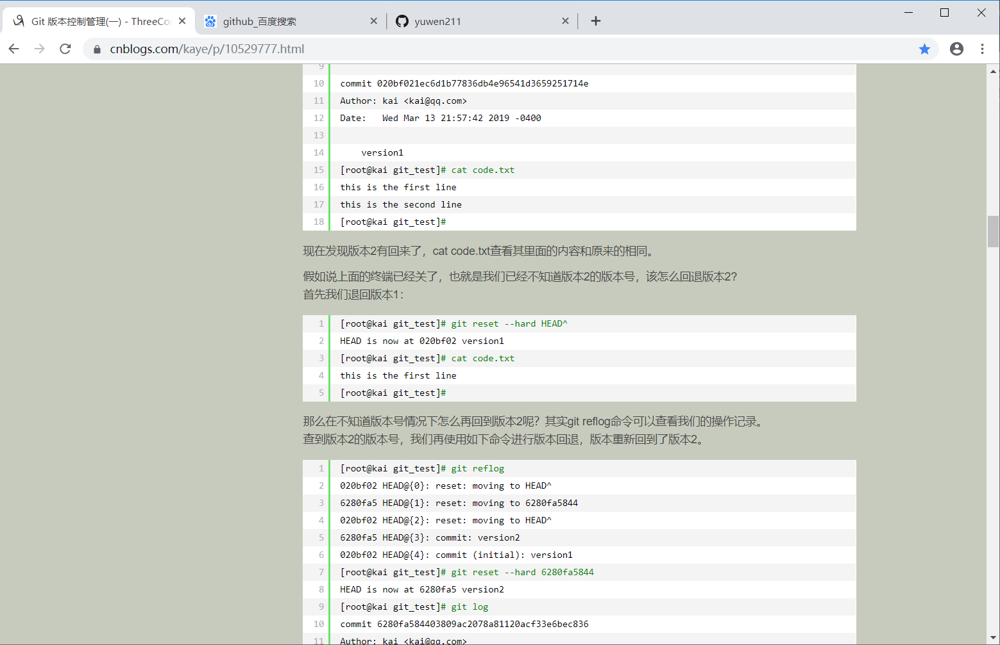 Git 版本控制管理(一) - ThreeCo
github_百度搜索
yuwen211
cnblogs.com/kaye/p/10529777.html
9
10 commit 020bf021ec6d1b77836db4e96541d3659251714e
11 Author: kai <kai@qq.com>
12 Date:   Wed Mar 13 21:57:42 2019 -0400
13
14     version1
15 [root@kai git_test]# cat code.txt
16 this is the first line
17 this is the second line
18 [root@kai git_test]#
现在发现版本2有回来了，cat code.txt查看其里面的内容和原来的相同。
假如说上面的终端已经关了，也就是我们已经不知道版本2的版本号，该怎么回退版本2？
首先我们退回版本1：
1 [root@kai git_test]# git reset --hard HEAD^
2 HEAD is now at 020bf02 version1
3 [root@kai git_test]# cat code.txt
4 this is the first line
5 [root@kai git_test]#
那么在不知道版本号情况下怎么再回到版本2呢？其实git reflog命令可以查看我们的操作记录。
查到版本2的版本号，我们再使用如下命令进行版本回退，版本重新回到了版本2。
1 [root@kai git_test]# git reflog
2 020bf02 HEAD@{0}: reset: moving to HEAD^
3 6280fa5 HEAD@{1}: reset: moving to 6280fa5844
4 020bf02 HEAD@{2}: reset: moving to HEAD^
5 6280fa5 HEAD@{3}: commit: version2
6 020bf02 HEAD@{4}: commit (initial): version1
7 [root@kai git_test]# git reset --hard 6280fa5844
8 HEAD is now at 6280fa5 version2
9 [root@kai git_test]# git log
10 commit 6280fa584403809ac2078a81120acf33e6bec836
11 Author: kai <kai@qq.com>